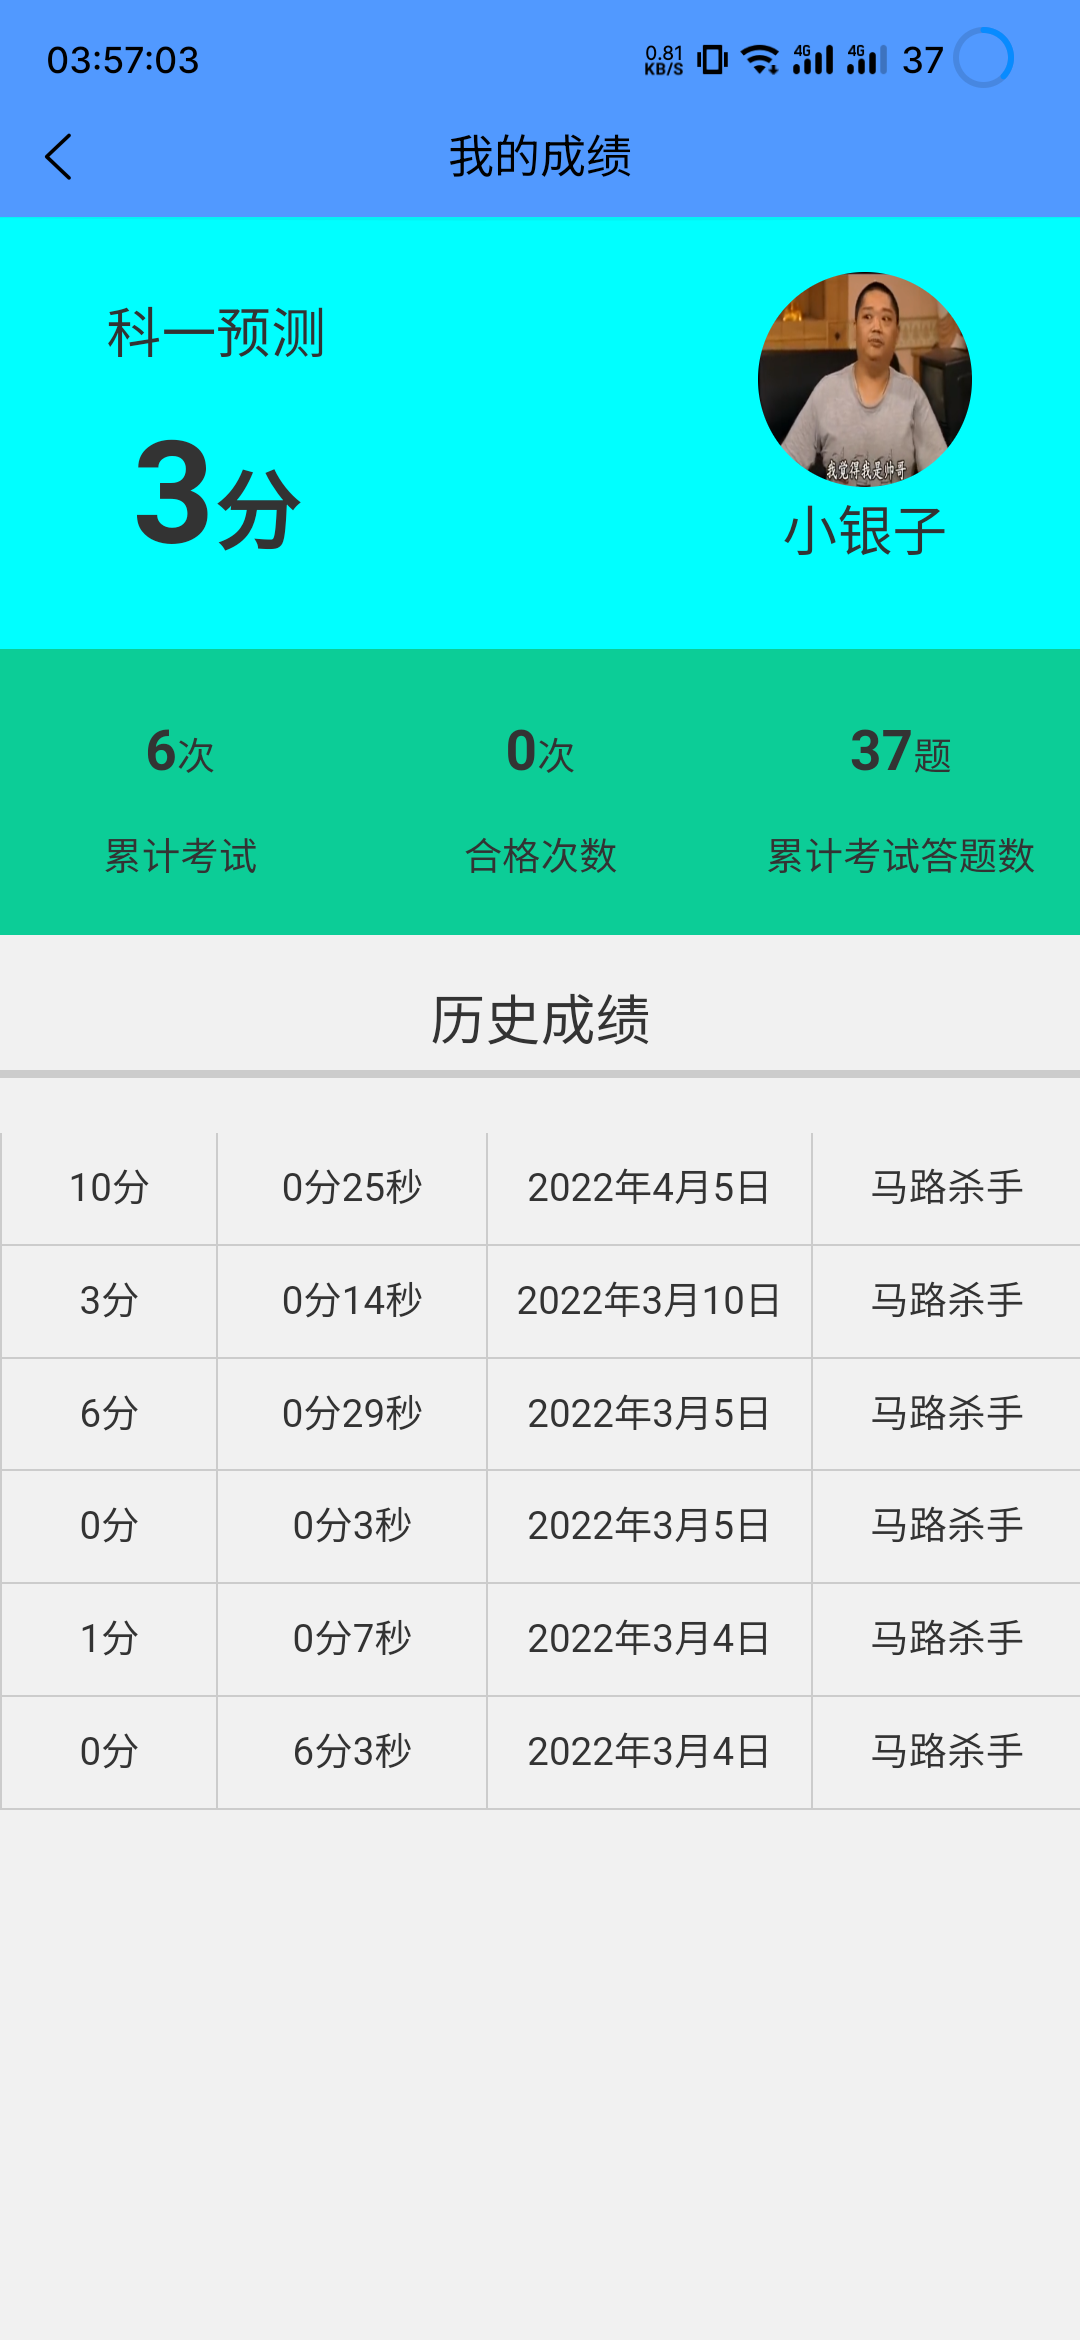 03:57:03 0.81 KB/S 4G 4G 37
我的成绩
科一预测
3分
我觉得我是帅哥
小银子
6次 0次 37题
累计考试 合格次数 累计考试答题数
历史成绩
10分 0分25秒 2022年4月5日 马路杀手
3分 0分14秒 2022年3月10日 马路杀手
6分 0分29秒 2022年3月5日 马路杀手
0分 0分3秒 2022年3月5日 马路杀手
1分 0分7秒 2022年3月4日 马路杀手
0分 6分3秒 2022年3月4日 马路杀手